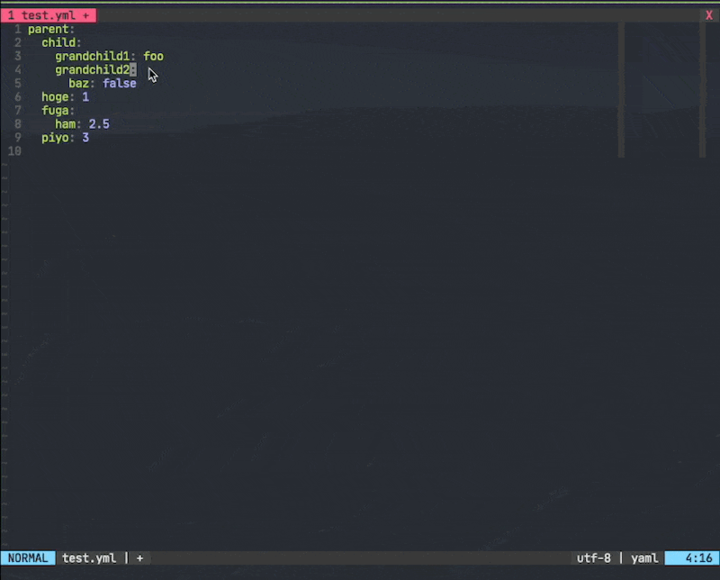 1 test.yml + X
1 parent:
2 child:
3 grandchild1: foo
4 grandchild2:
5 baz: false
6 hoge: 1
7 fuga:
8 ham: 2.5
9 piyo: 3
10
NORMAL test.yml | + utf-8 | yaml 4:16